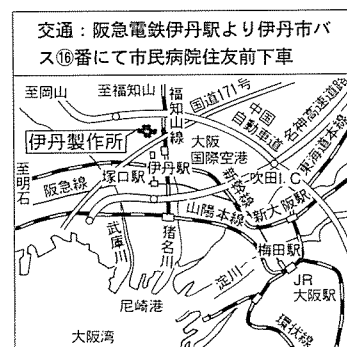 交通：阪急電鉄伊丹駅より伊丹市バ
ス⑯番にて市民病院住友前下車
至岡山
至福知山
福知山線
国道171号
中国自動車道
名神高速道路
東海道本線
伊丹製作所
大阪国際空港
伊丹駅
塚口駅
至明石
阪急線
新幹線
吹田I.C
山陽本線
新大阪駅
武庫川
猪名川
梅田駅
淀川
尼崎港
JR大阪駅
大阪湾
環状線